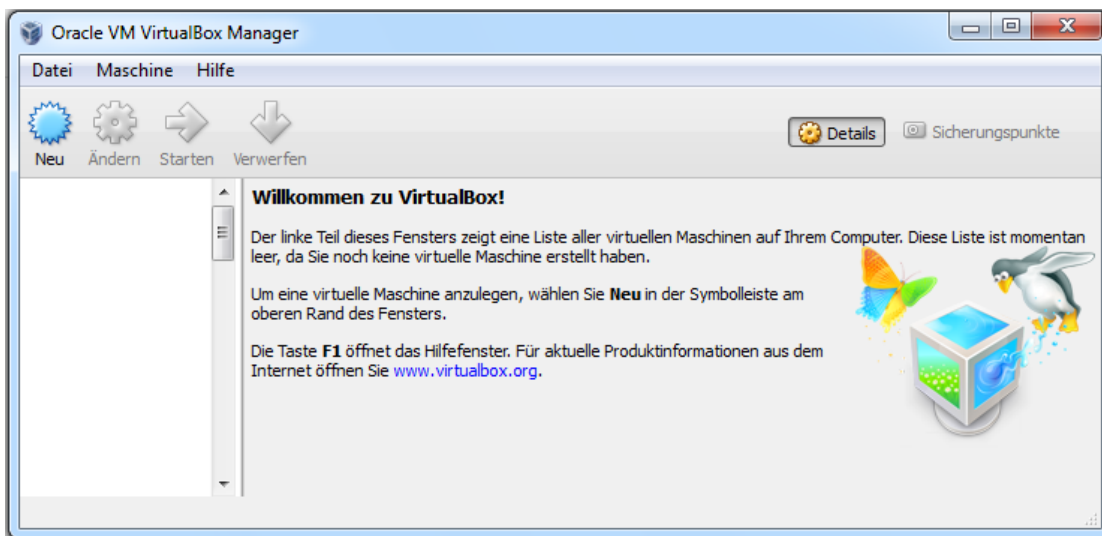 Oracle VM VirtualBox Manager
Datei Maschine Hilfe
Neu Ändern Starten Verwerfen
Details Sicherungspunkte
Willkommen zu VirtualBox!
Der linke Teil dieses Fensters zeigt eine Liste aller virtuellen Maschinen auf Ihrem Computer. Diese Liste ist momentan
leer, da Sie noch keine virtuelle Maschine erstellt haben.
Um eine virtuelle Maschine anzulegen, wählen Sie Neu in der Symbolleiste am
oberen Rand des Fensters.
Die Taste F1 öffnet das Hilfefenster. Für aktuelle Produktinformationen aus dem
Internet öffnen Sie www.virtualbox.org.